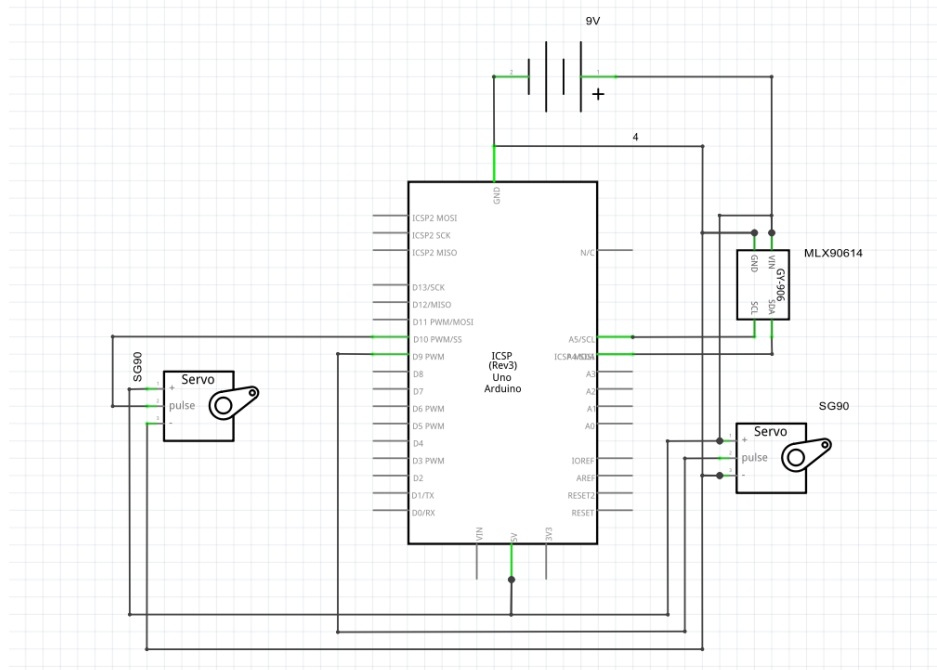 9V
2
1
+
4
GND
ICSP2 MOSI
ICSP2 SCK
ICSP2 MISO
N/C
D13/SCK
D12/MISO
D11 PWM/MOSI
D10 PWM/SS
D9 PWM
D8
D7
D6 PWM
D5 PWM
D4
D3 PWM
D2
D1/TX
D0/RX
A5/SCL
A3
A2
A1
A0
IOREF
AREF
RESET2
RESET
ICSP
(Rev3)
Uno
Arduino
VIN
5V
3V3
MLX90614
GND
VIN
GY-906
SCL
SDA
SG90
Servo
+
pulse
-
SG90
Servo
+
pulse
-